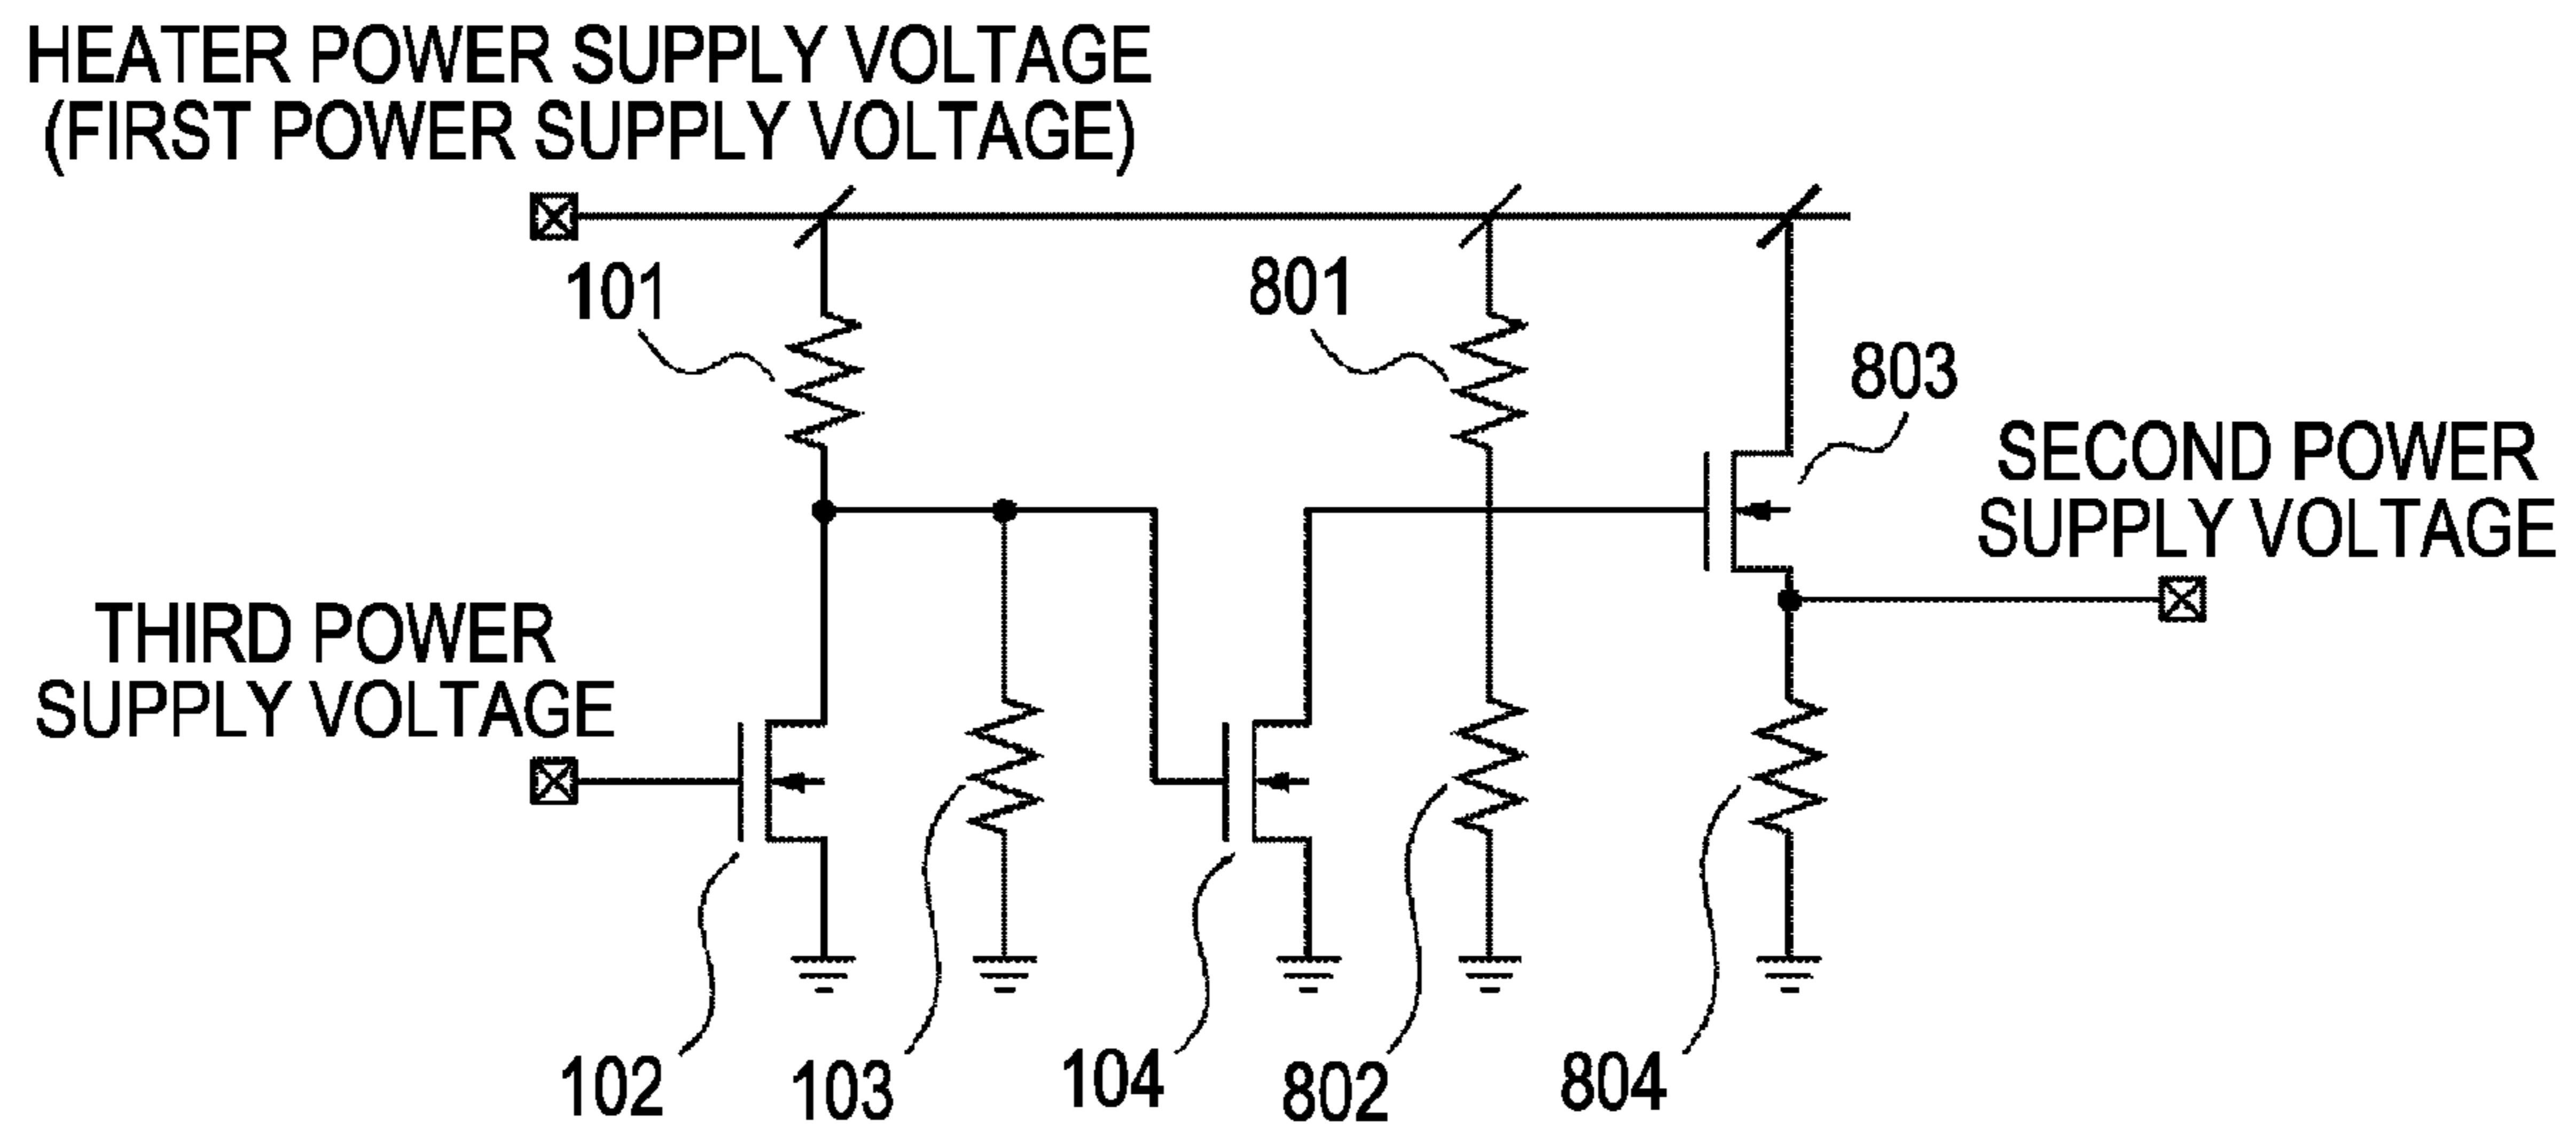 HEATER POWER SUPPLY VOLTAGE
(FIRST POWER SUPPLY VOLTAGE)
101
801
803
SECOND POWER
SUPPLY VOLTAGE
THIRD POWER
SUPPLY VOLTAGE
102
103
104
802
804